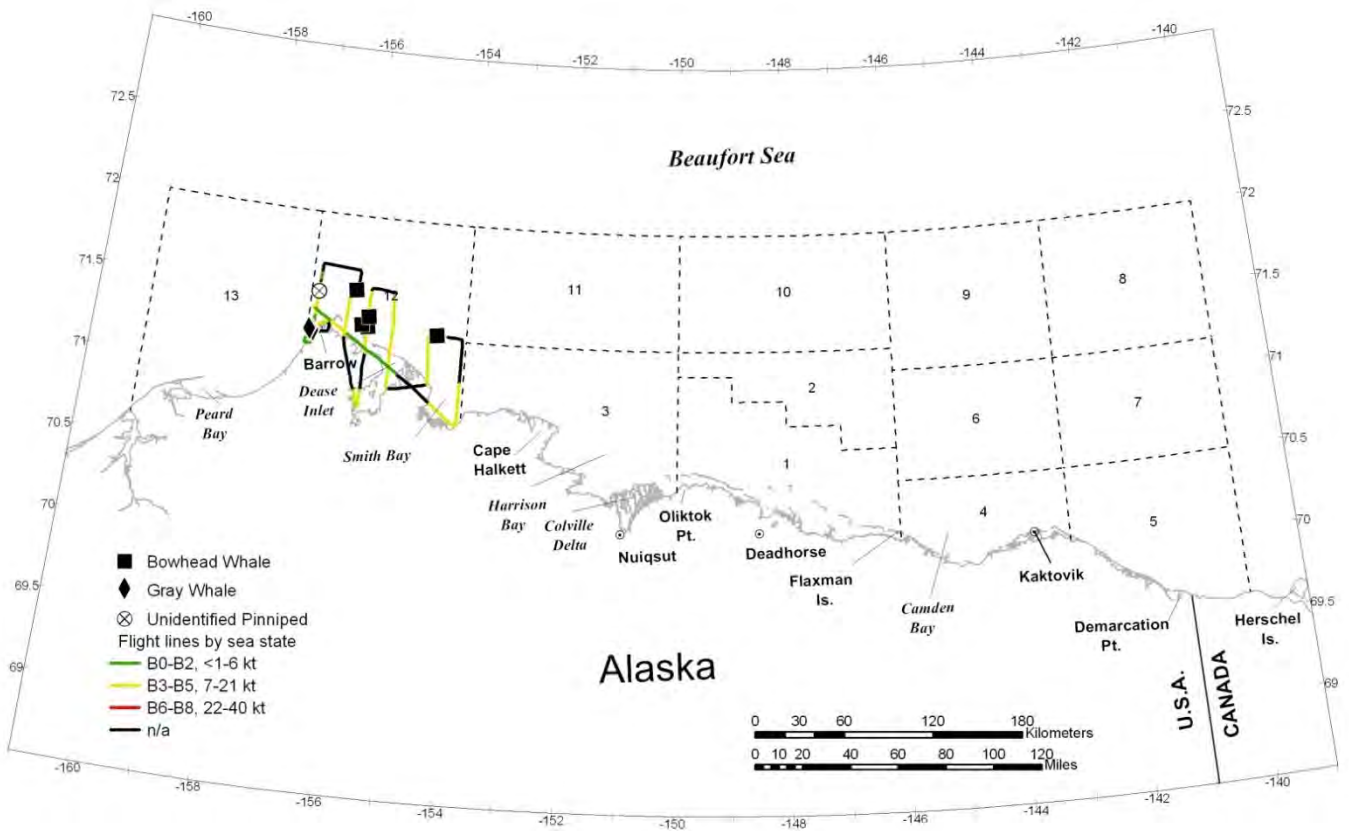 -160
-158
-156
-154
-152
-150
-148
-146
-144
-142
-140
72.5
72.5
72
72
Beaufort Sea
71.5
71.5
13
12
11
10
9
8
71
71
Barrow
Dease
Inlet
Peard
Bay
Smith Bay
70.5
70.5
3
2
1
6
7
Cape
Halkett
Harrison
Bay
Colville
Delta
Nuiqsut
Oliktok
Pt.
Deadhorse
Flaxman
Is.
Camden
Bay
4
5
Kaktovik
Demarcation
Pt.
Herschel
Is.
70
70
69.5
69.5
69
69
Alaska
U.S.A.
CANADA
Bowhead Whale
Gray Whale
Unidentified Pinniped
Flight lines by sea state
B0-B2, <1-6 kt
B3-B5, 7-21 kt
B6-B8, 22-40 kt
n/a
0 30 60 120 180
Kilometers
0 10 20 40 60 80 100 120
Miles
-160
-158
-156
-154
-152
-150
-148
-146
-144
-142
-140